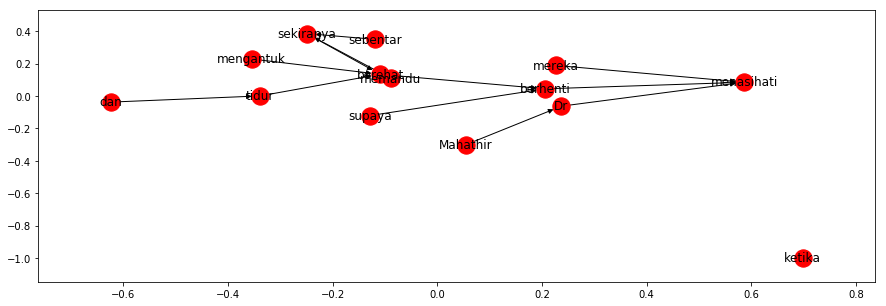 0.4
0.2
0.0
−0.2
−0.4
−0.6
−0.8
−1.0
sekiranya
sebentar
mengantuk
mereka
berehat
memandu
menasihati
berhenti
dan
tidur
Dr
supaya
Mahathir
ketika
−0.6
−0.4
−0.2
0.0
0.2
0.4
0.6
0.8